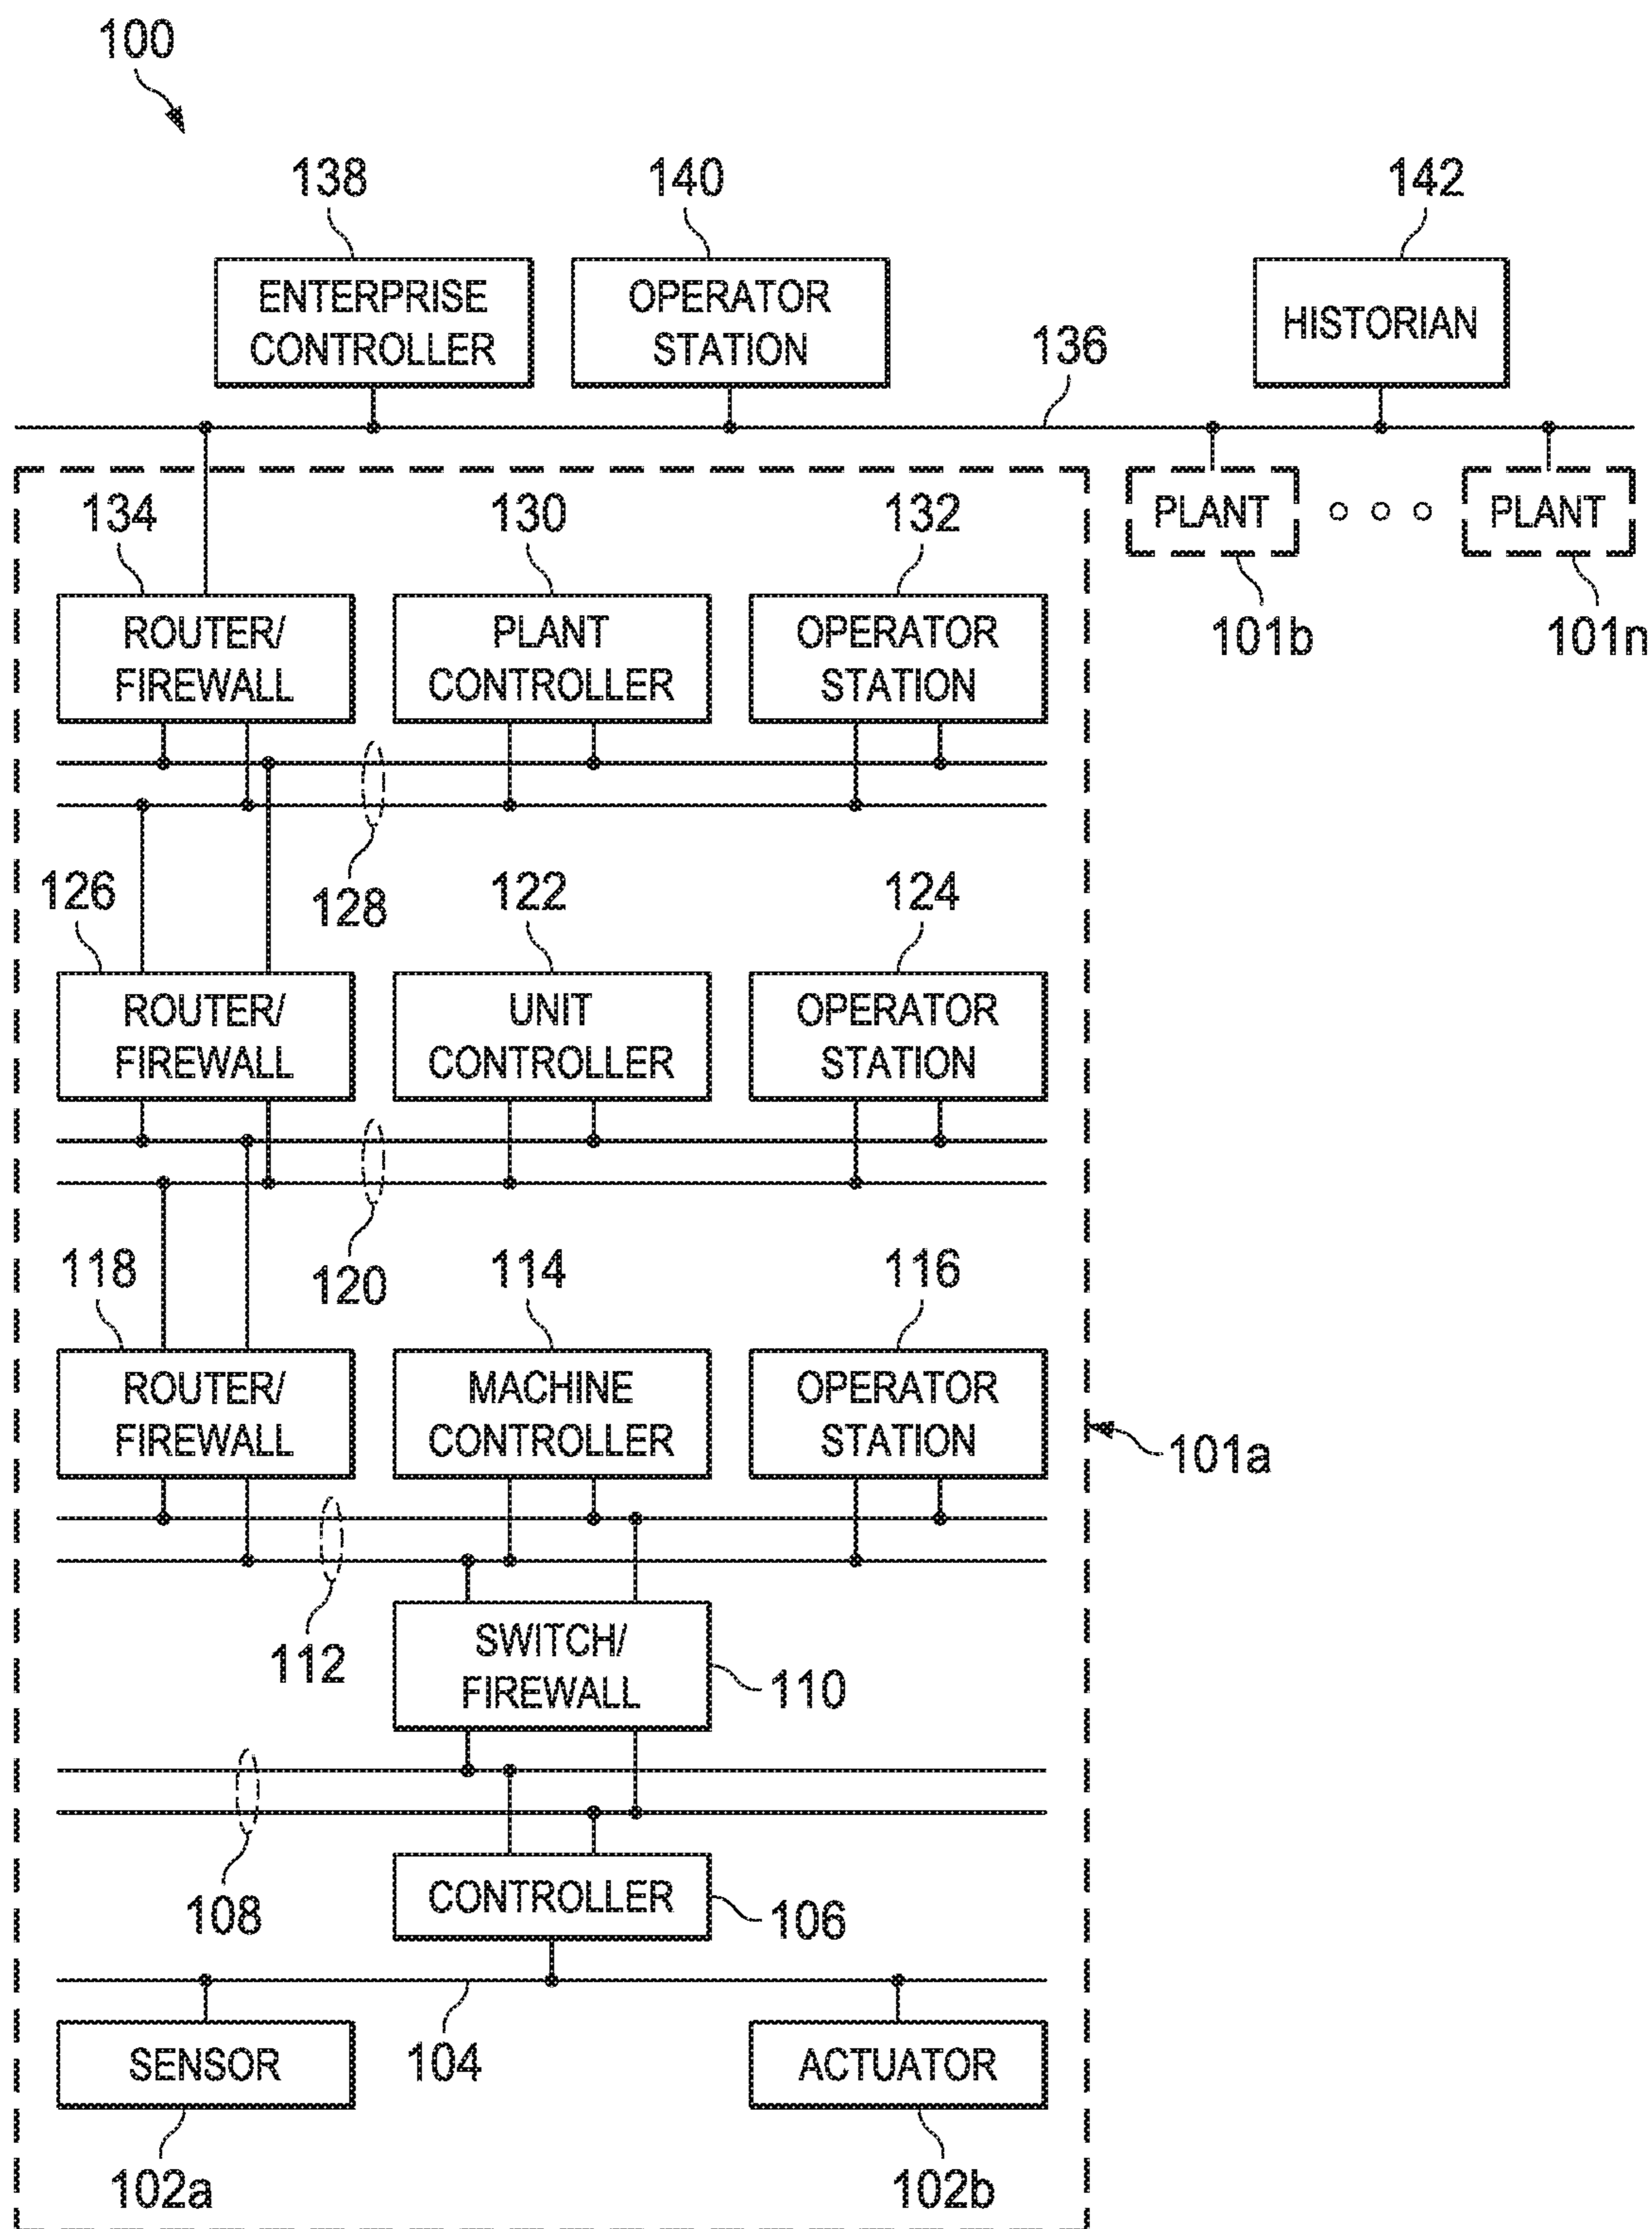 100
138
140
142
ENTERPRISE
CONTROLLER
OPERATOR
STATION
HISTORIAN
136
134
130
132
PLANT
PLANT
ROUTER/
FIREWALL
PLANT
CONTROLLER
OPERATOR
STATION
101b
101n
128
126
122
124
ROUTER/
FIREWALL
UNIT
CONTROLLER
OPERATOR
STATION
120
118
114
116
ROUTER/
FIREWALL
MACHINE
CONTROLLER
OPERATOR
STATION
101a
112
SWITCH/
FIREWALL
110
108
CONTROLLER
106
SENSOR
104
ACTUATOR
102a
102b